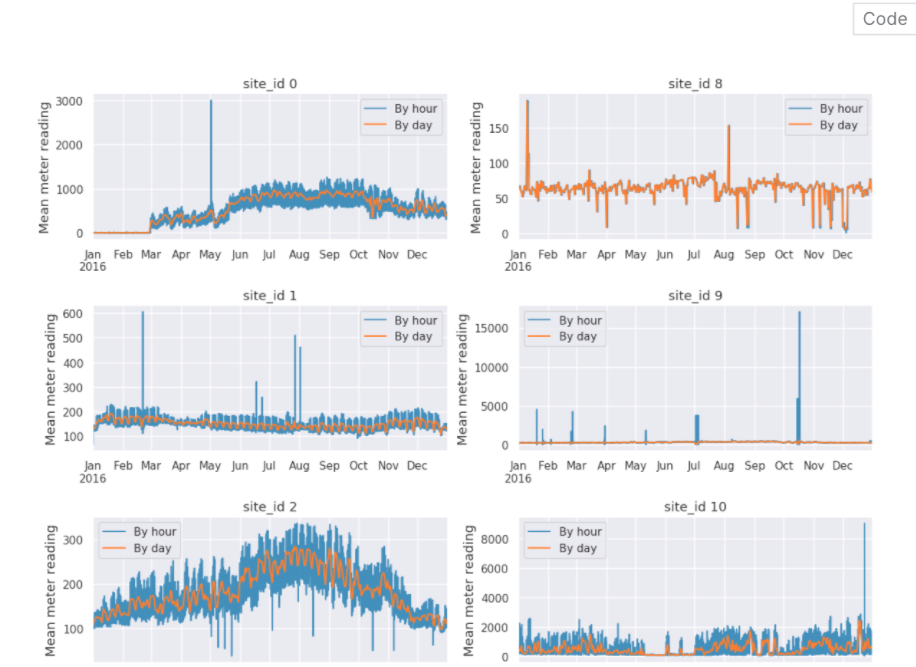 Code
site_id 0
Mean meter reading
3000
2000
1000
0
By hour
By day
Jan Feb Mar Apr May Jun Jul Aug Sep Oct Nov Dec
2016
site_id 8
Mean meter reading
150
100
50
0
By hour
By day
Jan Feb Mar Apr May Jun Jul Aug Sep Oct Nov Dec
2016
site_id 1
Mean meter reading
600
500
400
300
200
100
By hour
By day
Jan Feb Mar Apr May Jun Jul Aug Sep Oct Nov Dec
2016
site_id 9
Mean meter reading
15000
10000
5000
0
By hour
By day
Jan Feb Mar Apr May Jun Jul Aug Sep Oct Nov Dec
2016
site_id 2
Mean meter reading
300
200
100
By hour
By day
site_id 10
Mean meter reading
8000
6000
4000
2000
0
By hour
By day